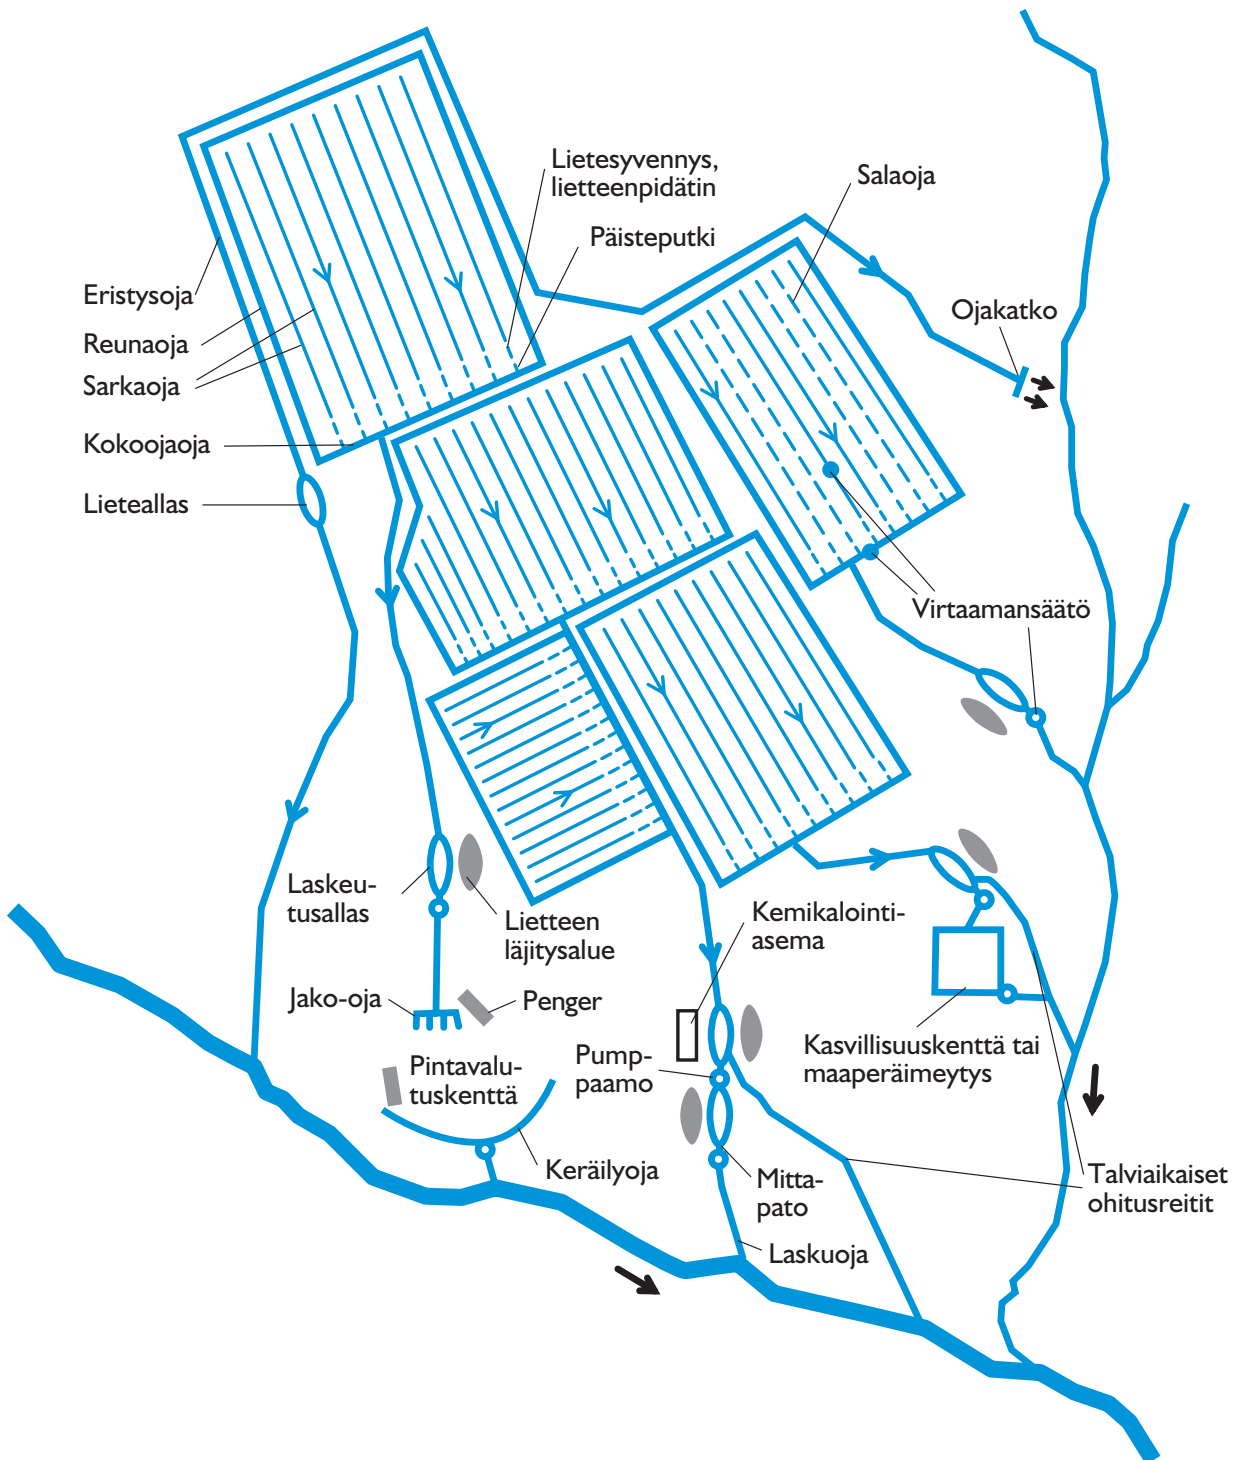 Lietesyvennys,
lietteenpidätin
Salaoja
Päisteputki
Eristysoja
Ojakatko
Reunaoja
Sarkaoja
Kokoojaoja
Lieteallas
Virtaamansäätö
Laskeu-
tusallas
Lietteen
läjitysalue
Kemikalointi-
asema
Jako-oja
Penger
Pintavalu-
tuskenttä
Pump-
paamo
Kasvillisuuskenttä tai
maaperäimeytys
Keräilyoja
Mitta-
pato
Talviaikaiset
ohitusreitit
Laskuoja